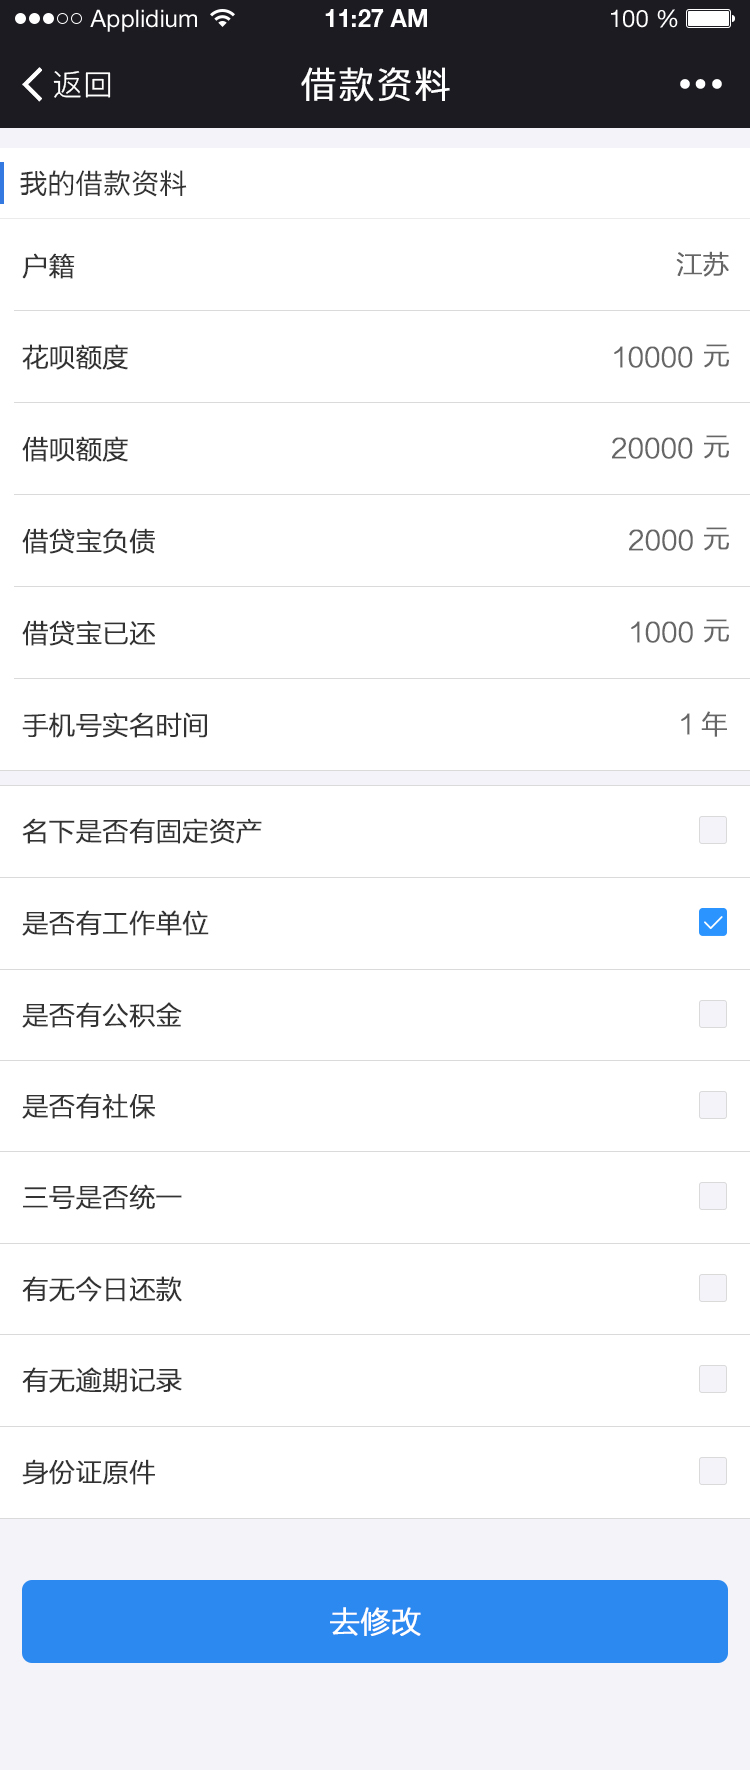 Applidium 11:27 AM 100 %
返回 借款资料
我的借款资料
户籍 江苏
花呗额度 10000 元
借呗额度 20000 元
借贷宝负债 2000 元
借贷宝已还 1000 元
手机号实名时间 1 年
名下是否有固定资产
是否有工作单位
是否有公积金
是否有社保
三号是否统一
有无今日还款
有无逾期记录
身份证原件
去修改